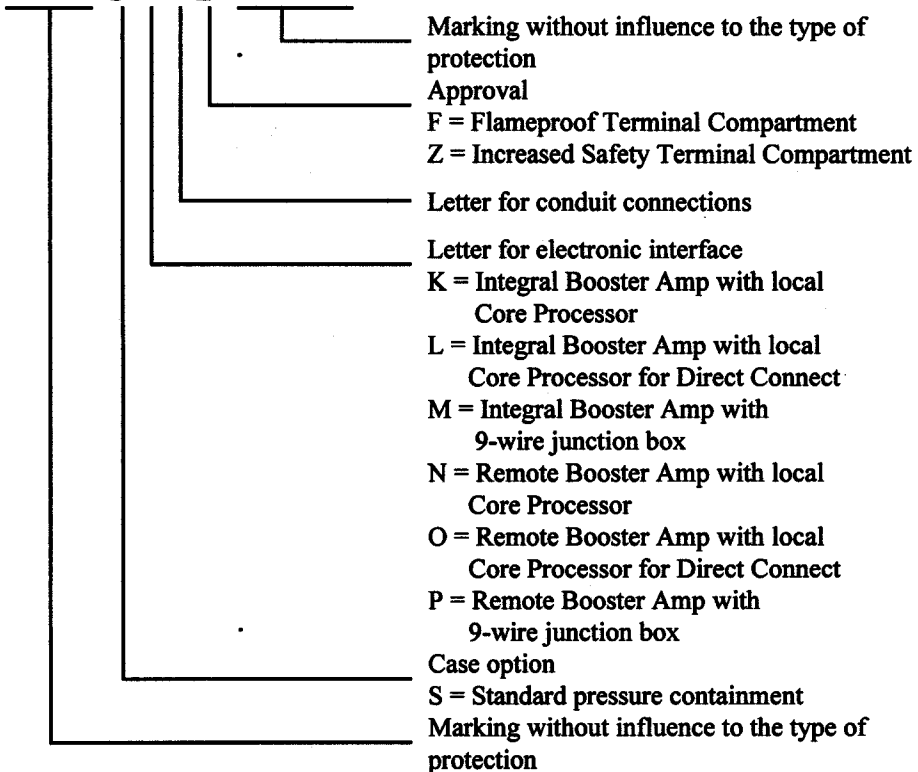 Marking without influence to the type of
protection
Approval
F = Flameproof Terminal Compartment
Z = Increased Safety Terminal Compartment
Letter for conduit connections
Letter for electronic interface
K = Integral Booster Amp with local
Core Processor
L = Integral Booster Amp with local
Core Processor for Direct Connect
M = Integral Booster Amp with
9-wire junction box
N = Remote Booster Amp with local
Core Processor
O = Remote Booster Amp with local
Core Processor for Direct Connect
P = Remote Booster Amp with
9-wire junction box
Case option
S = Standard pressure containment
Marking without influence to the type of
protection